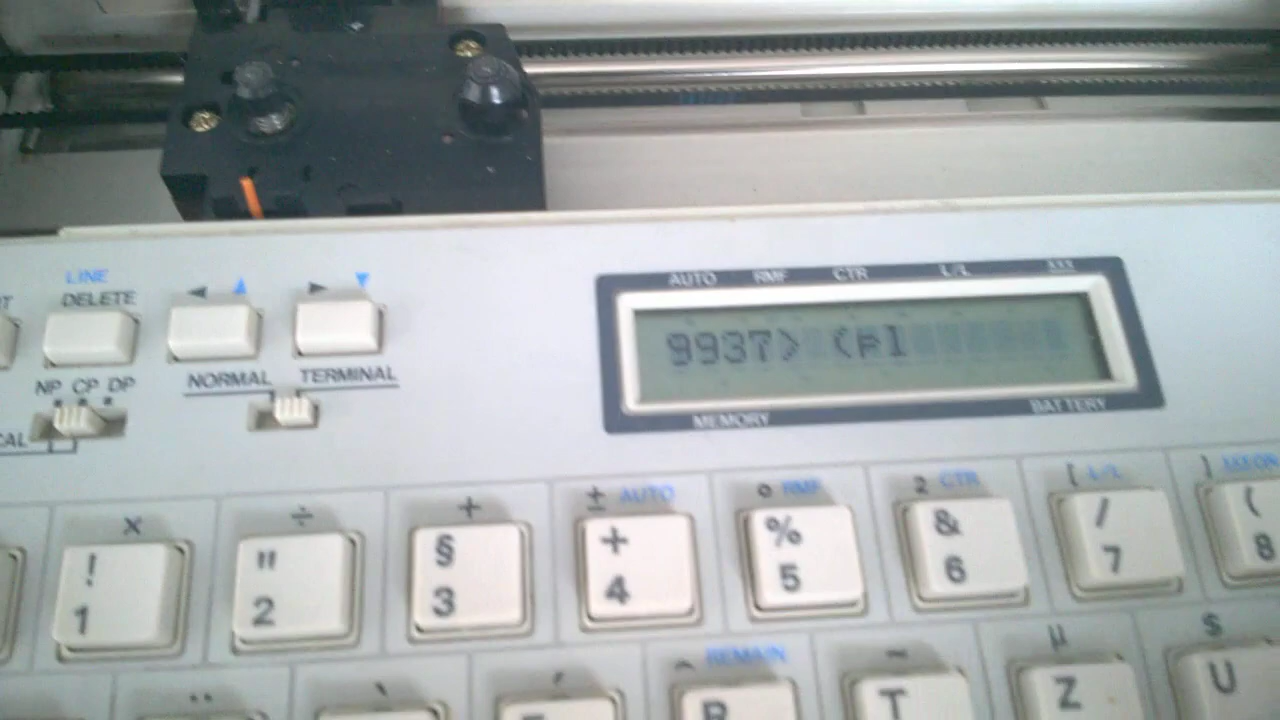 LINE
DELETE
NORMAL TERMINAL
NP CP DP
AUTO RMF CTR L/L
9937> (pl
MEMORY BATTERY
× ÷ + ± AUTO o RMF 2 CTR [ L/L ]
! " § + % & / (
1 2 3 4 5 6 7 8
REMAIN ~ µ $
R T Z U